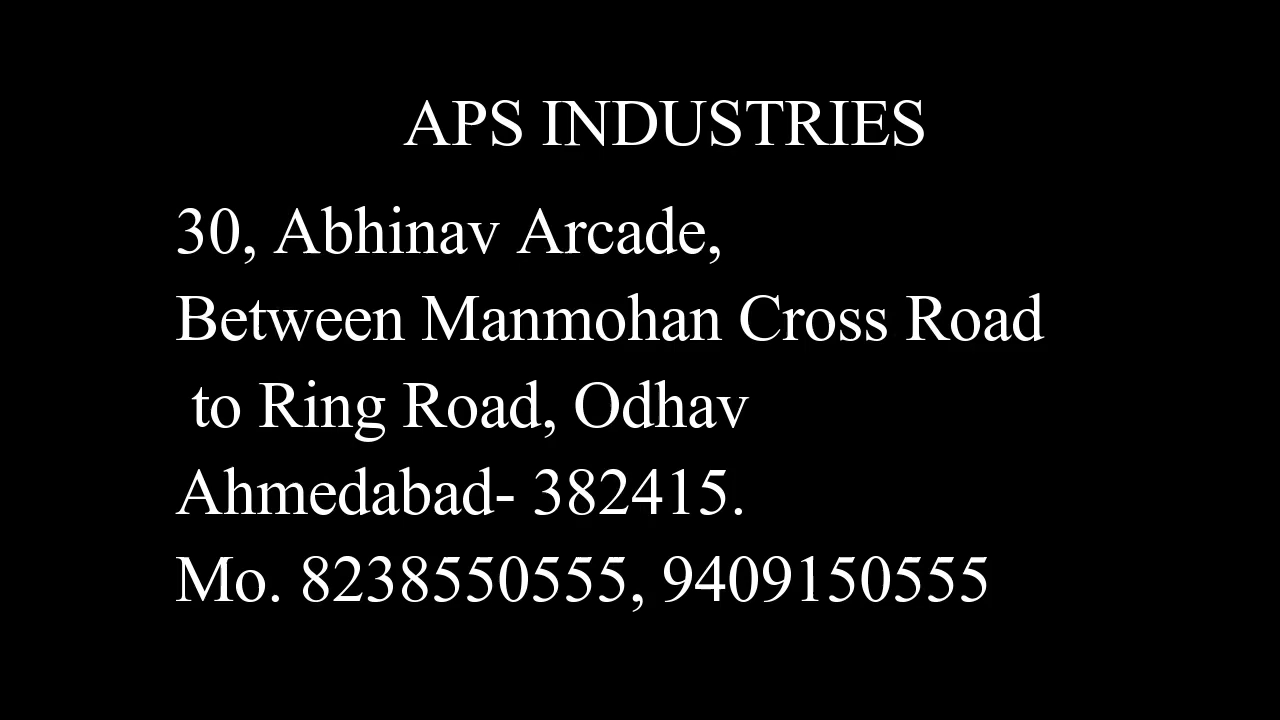 APS INDUSTRIES
30, Abhinav Arcade,
Between Manmohan Cross Road
to Ring Road, Odhav
Ahmedabad- 382415.
Mo. 8238550555, 9409150555